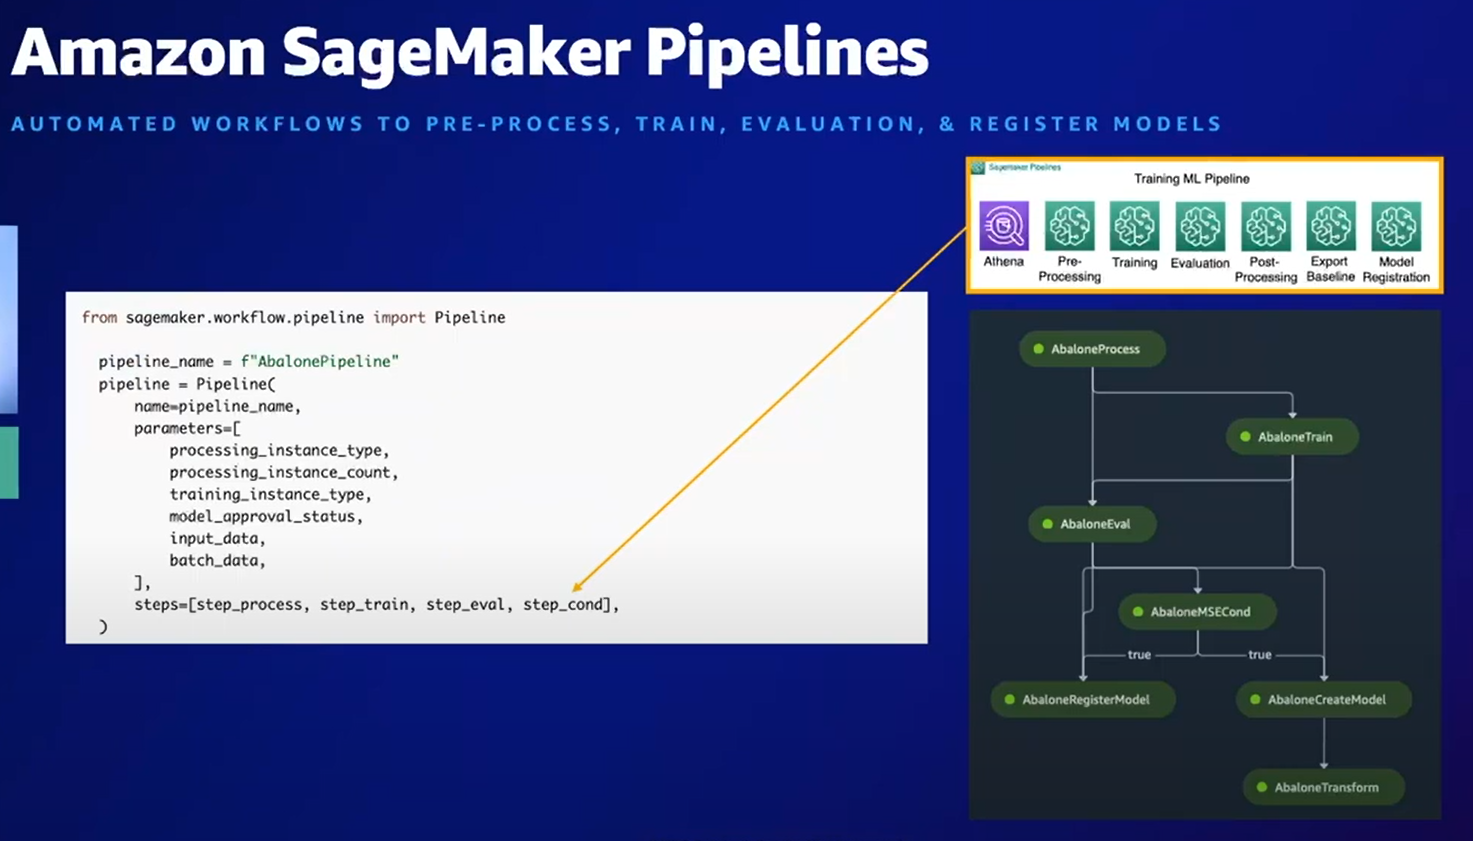 Amazon SageMaker Pipelines
AUTOMATED WORKFLOWS TO PRE-PROCESS, TRAIN, EVALUATION, & REGISTER MODELS
Sagemaker Pipelines
Training ML Pipeline
Athena
Pre-
Processing
Training
Evaluation
Post-
Processing
Export
Baseline
Model
Registration
from sagemaker.workflow.pipeline import Pipeline
pipeline_name = f"AbalonePipeline"
pipeline = Pipeline(
name=pipeline_name,
parameters=[
processing_instance_type,
processing_instance_count,
training_instance_type,
model_approval_status,
input_data,
batch_data,
],
steps=[step_process, step_train, step_eval, step_cond],
)
AbaloneProcess
AbaloneTrain
AbaloneEval
AbaloneMSECond
true
true
AbaloneRegisterModel
AbaloneCreateModel
AbaloneTransform